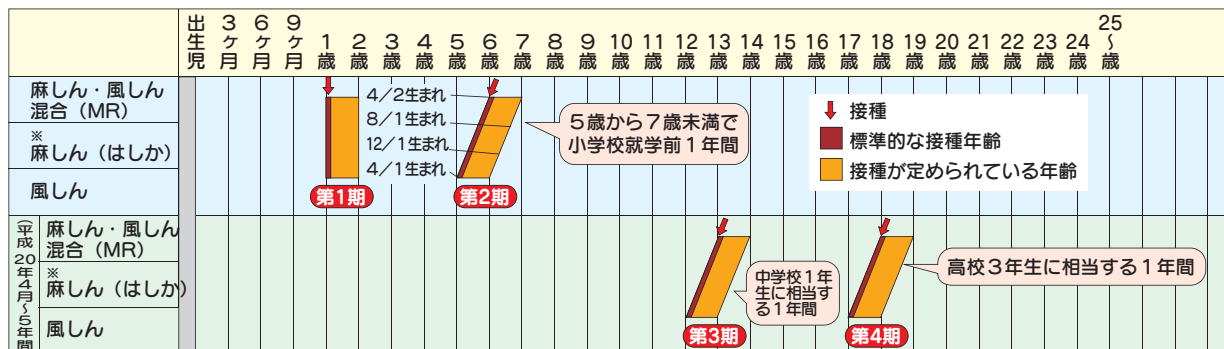 出生児
3ヶ月
6ヶ月
9ヶ月
1歳
2歳
3歳
4歳
5歳
6歳
7歳
8歳
9歳
10歳
11歳
12歳
13歳
14歳
15歳
16歳
17歳
18歳
19歳
20歳
21歳
22歳
23歳
24歳
25〜歳
麻しん・風しん
混合（MR）
※
麻しん（はしか）
風しん
4／2生まれ
8／1生まれ
12／1生まれ
4／1生まれ
第1期
第2期
5歳から7歳未満で
小学校就学前1年間
接種
標準的な接種年齢
接種が定められている年齢
（平成20年4月〜5年間
麻しん・風しん
混合（MR）
※
麻しん（はしか）
風しん
中学校1年
生に相当す
る1年間
第3期
第4期
高校3年生に相当する1年間